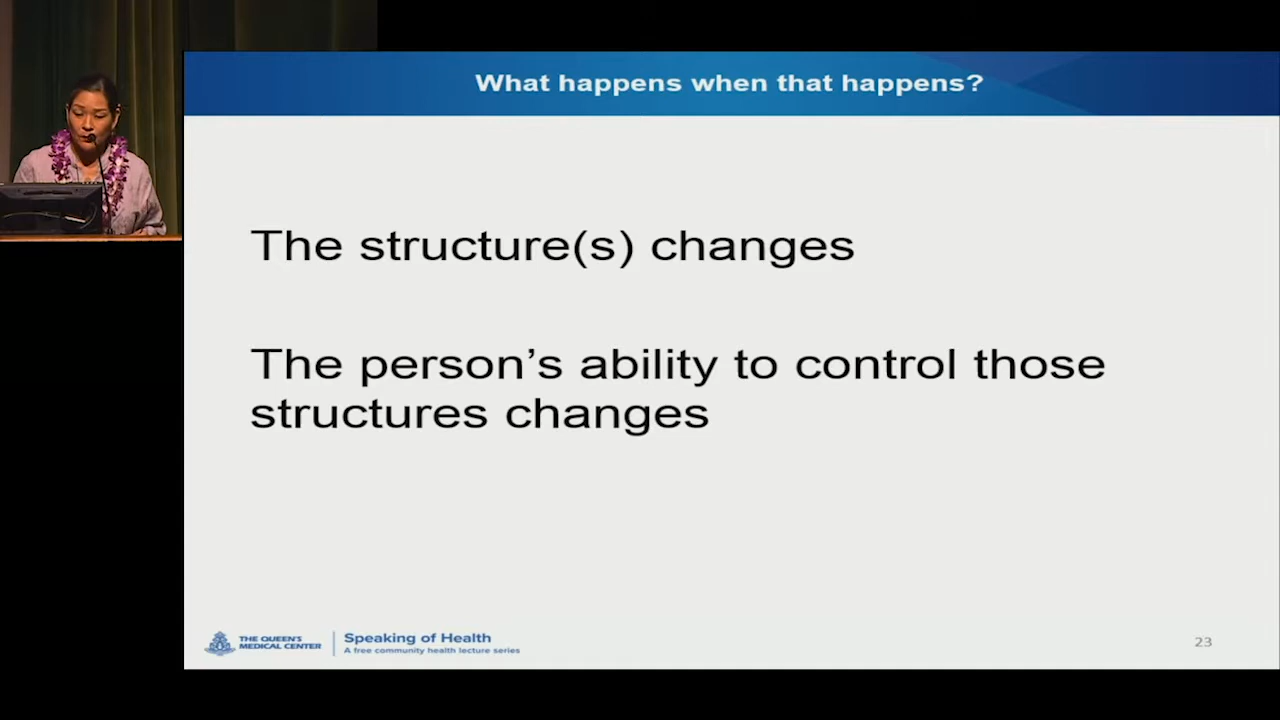 What happens when that happens?
The structure(s) changes
The person’s ability to control those
structures changes
THE QUEEN'S
MEDICAL CENTER
Speaking of Health
A free community health lecture series
23